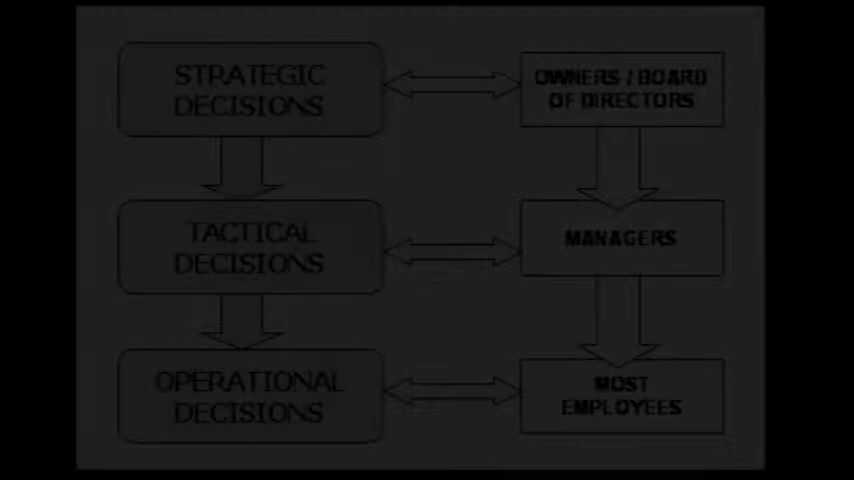 STRATEGIC
DECISIONS
OWNERS / BOARD
OF DIRECTORS
TACTICAL
DECISIONS
MANAGERS
OPERATIONAL
DECISIONS
MOST
EMPLOYEES